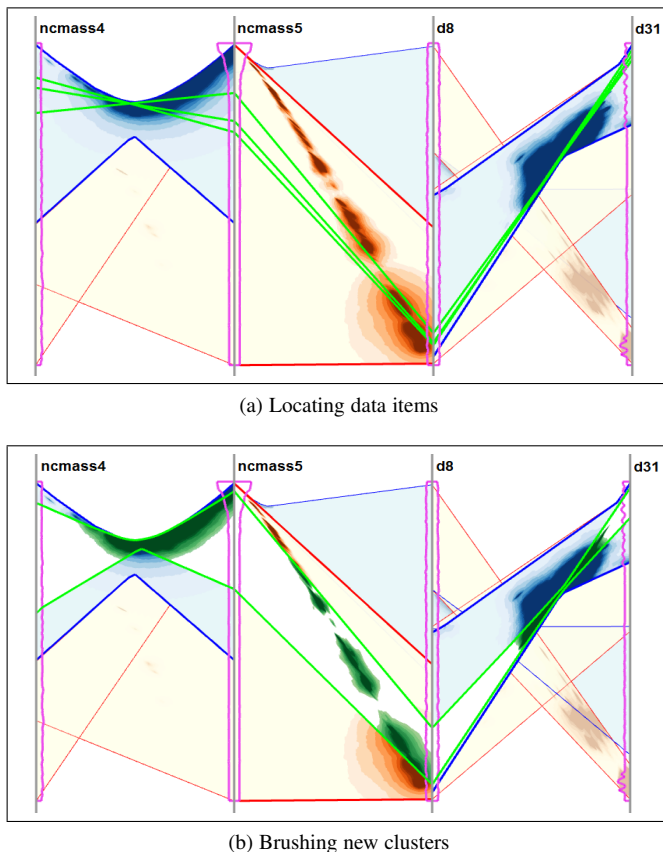 ncmass4 ncmass5 d8 d31
(a) Locating data items
ncmass4 ncmass5 d8 d31
(b) Brushing new clusters